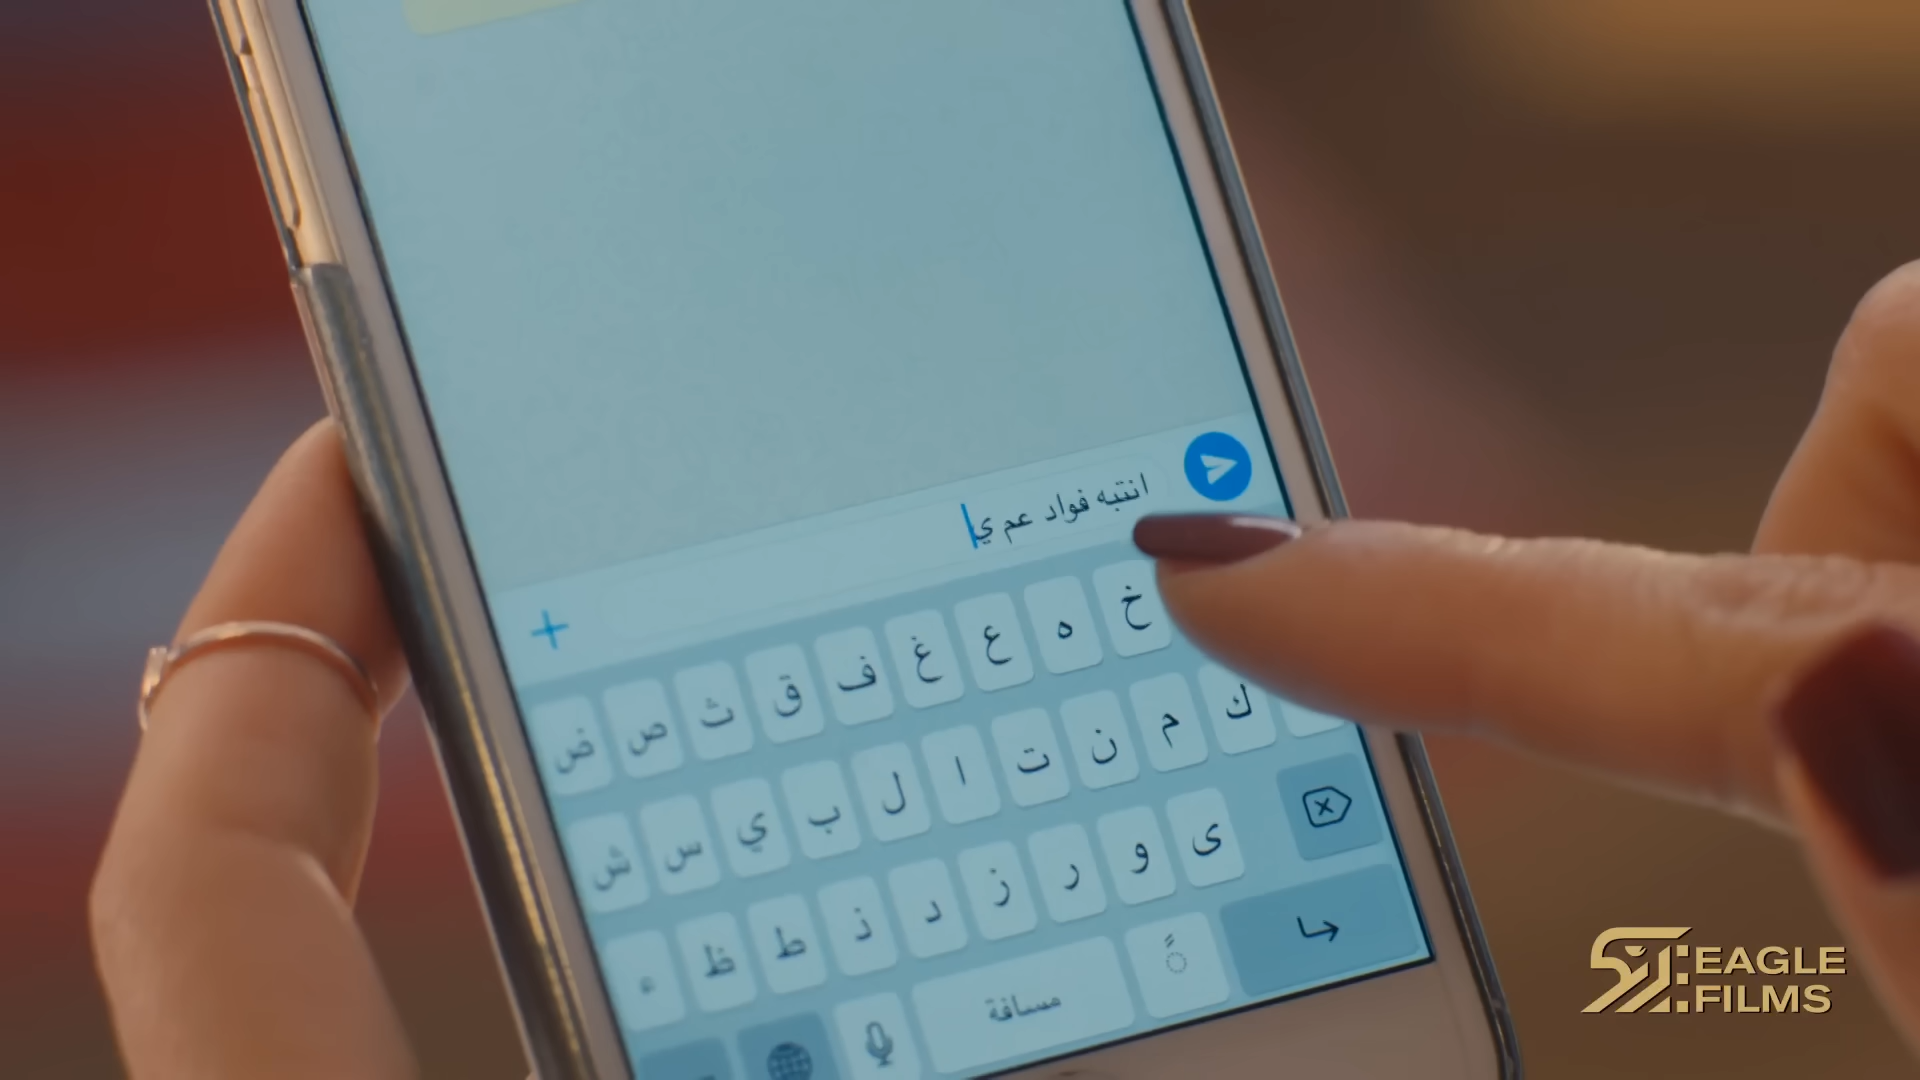 انتبه فواد عم ي
ض ص ث ق ف غ ع ه خ
ش س ي ب ل ا ت ن م ك
ء ظ ط ذ د ز ر و ى
مسافة
EAGLE
FILMS